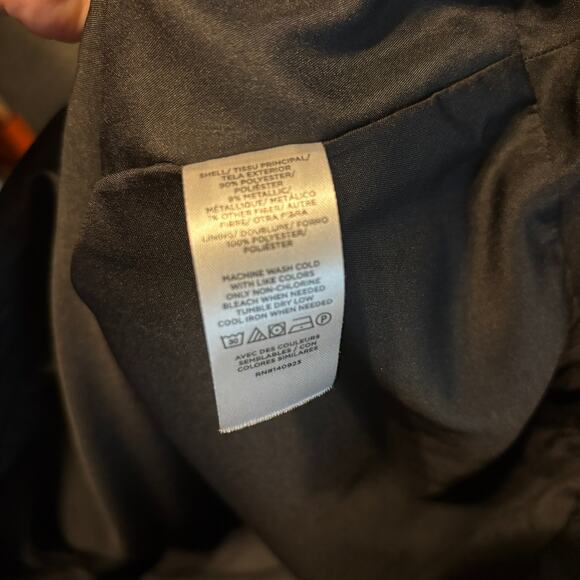 SHELL/ TISSU PRINCIPAL/
TELA EXTERIOR
90% POLYESTER/
POLIÉSTER
9% METALLIC/
MÉTALLIQUE/ METÁLICO
1% OTHER FIBER/ AUTRE
FIBRE/ OTRA FIBRA
LINING/ DOUBLURE/ FORRO
100% POLYESTER/
POLIÉSTER
MACHINE WASH COLD
WITH LIKE COLORS
ONLY NON-CHLORINE
BLEACH WHEN NEEDED
TUMBLE DRY LOW
COOL IRON WHEN NEEDED
30 P
AVEC DES COULEURS
SEMBLABLES / CON
COLORES SIMILARES
RN#140923